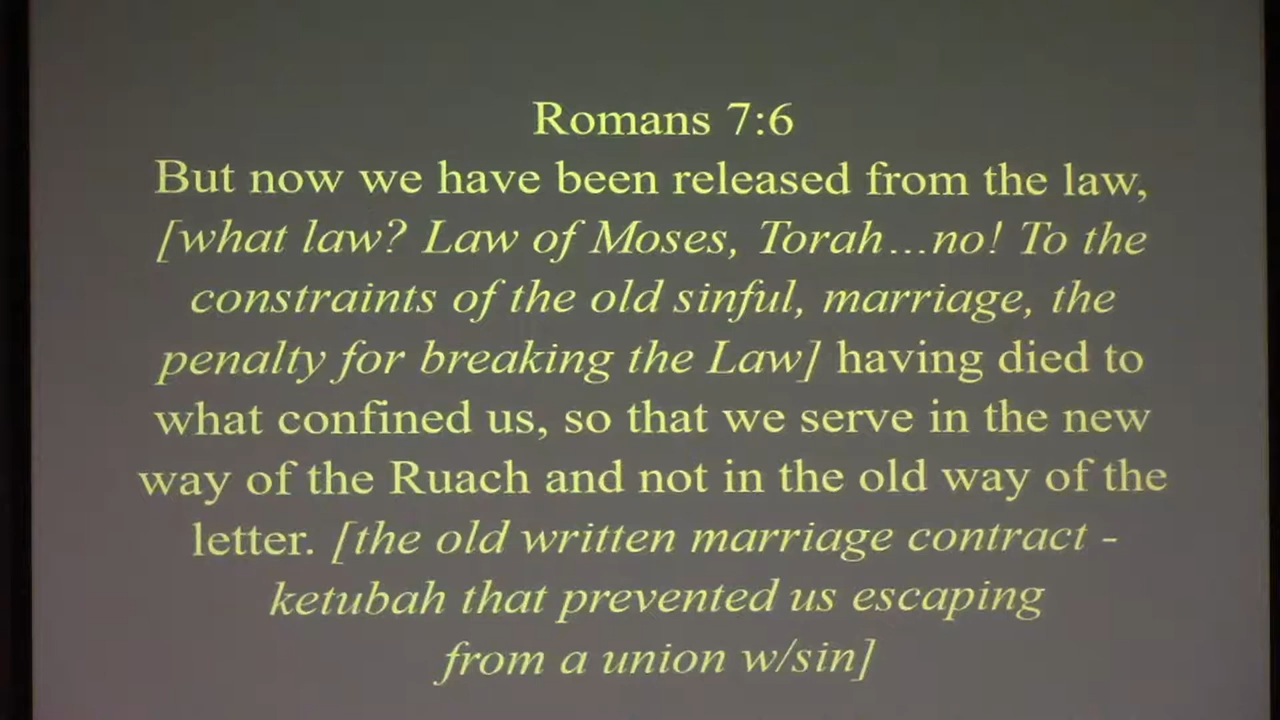 Romans 7:6
But now we have been released from the law,
[what law? Law of Moses, Torah…no! To the
constraints of the old sinful, marriage, the
penalty for breaking the Law] having died to
what confined us, so that we serve in the new
way of the Ruach and not in the old way of the
letter. [the old written marriage contract -
ketubah that prevented us escaping
from a union w/sin]